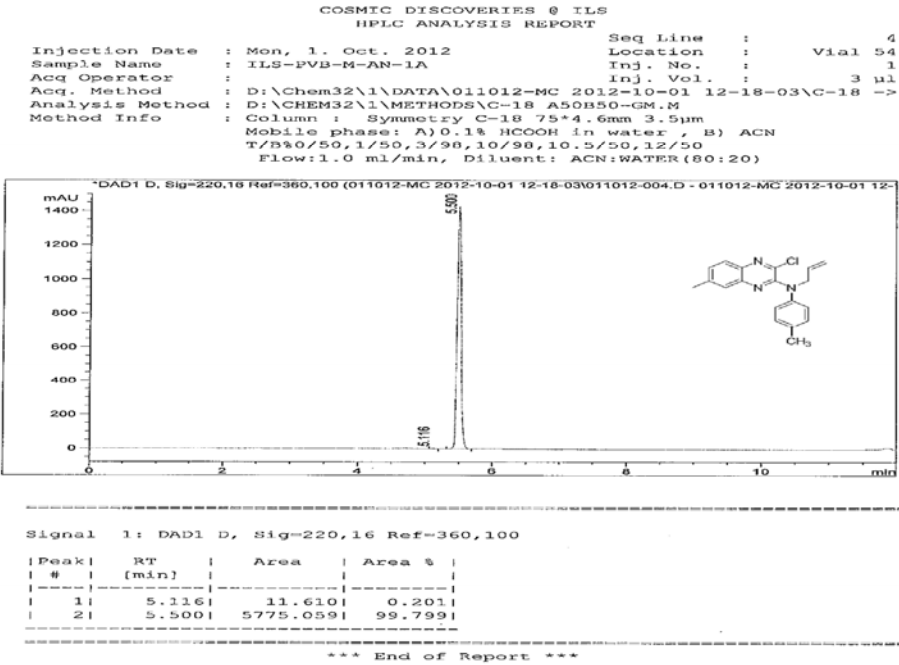 COSMIC DISCOVERIES @ ILS
HPLC ANALYSIS REPORT
Seq Line : 4
Injection Date : Mon, 1. Oct. 2012 Location : Vial 54
Sample Name : ILS-PVB-M-AN-1A Inj. No. : 1
Acq Operator : Inj. Vol. : 3 µl
Acq. Method : D:\Chem32\1\DATA\011012-MC 2012-10-01 12-18-03\C-18 ->
Analysis Method : D:\CHEM32\1\METHODS\C-18 A50B50-GM.M
Method Info : Column : Symmetry C-18 75*4.6mm 3.5µm
Mobile phase: A)0.1% HCOOH in water , B) ACN
T/B%0/50,1/50,3/98,10/98,10.5/50,12/50
Flow:1.0 ml/min, Diluent: ACN:WATER(80:20)
*DAD1 D, Sig=220,16 Ref=360,100 (011012-MC 2012-10-01 12-18-03\011012-004.D - 011012-MC 2012-10-01 12-
mAU
1400
1200
1000
800
600
400
200
0
5.116
5.500
N
Cl
N
N
CH3
0 2 4 6 8 10 min
Signal 1: DAD1 D, Sig=220,16 Ref=360,100
|Peak| RT | Area | Area % |
| # | [min] | | |
| 1| 5.116| 11.610| 0.201|
| 2| 5.500| 5775.059| 99.799|
*** End of Report ***